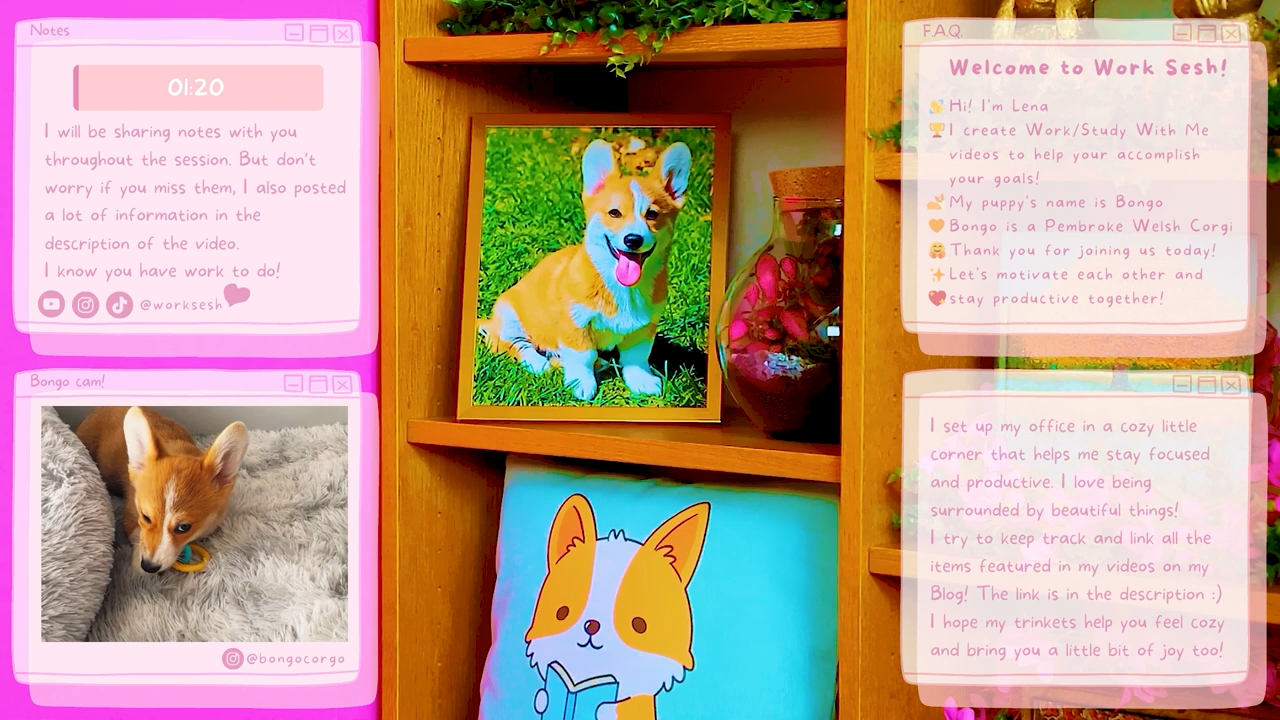 Notes
01:20
I will be sharing notes with you
throughout the session. But don't
worry if you miss them, I also posted
a lot of information in the
description of the video.
I know you have work to do!
@worksesh
Bongo cam!
@bongocorgo
F.A.Q.
Welcome to Work Sesh!
Hi! I'm Lena
I create Work/Study With Me
videos to help your accomplish
your goals!
My puppy's name is Bongo
Bongo is a Pembroke Welsh Corgi
Thank you for joining us today!
Let's motivate each other and
stay productive together!
I set up my office in a cozy little
corner that helps me stay focused
and productive. I love being
surrounded by beautiful things!
I try to keep track and link all the
items featured in my videos on my
Blog! The link is in the description :)
I hope my trinkets help you feel cozy
and bring you a little bit of joy too!